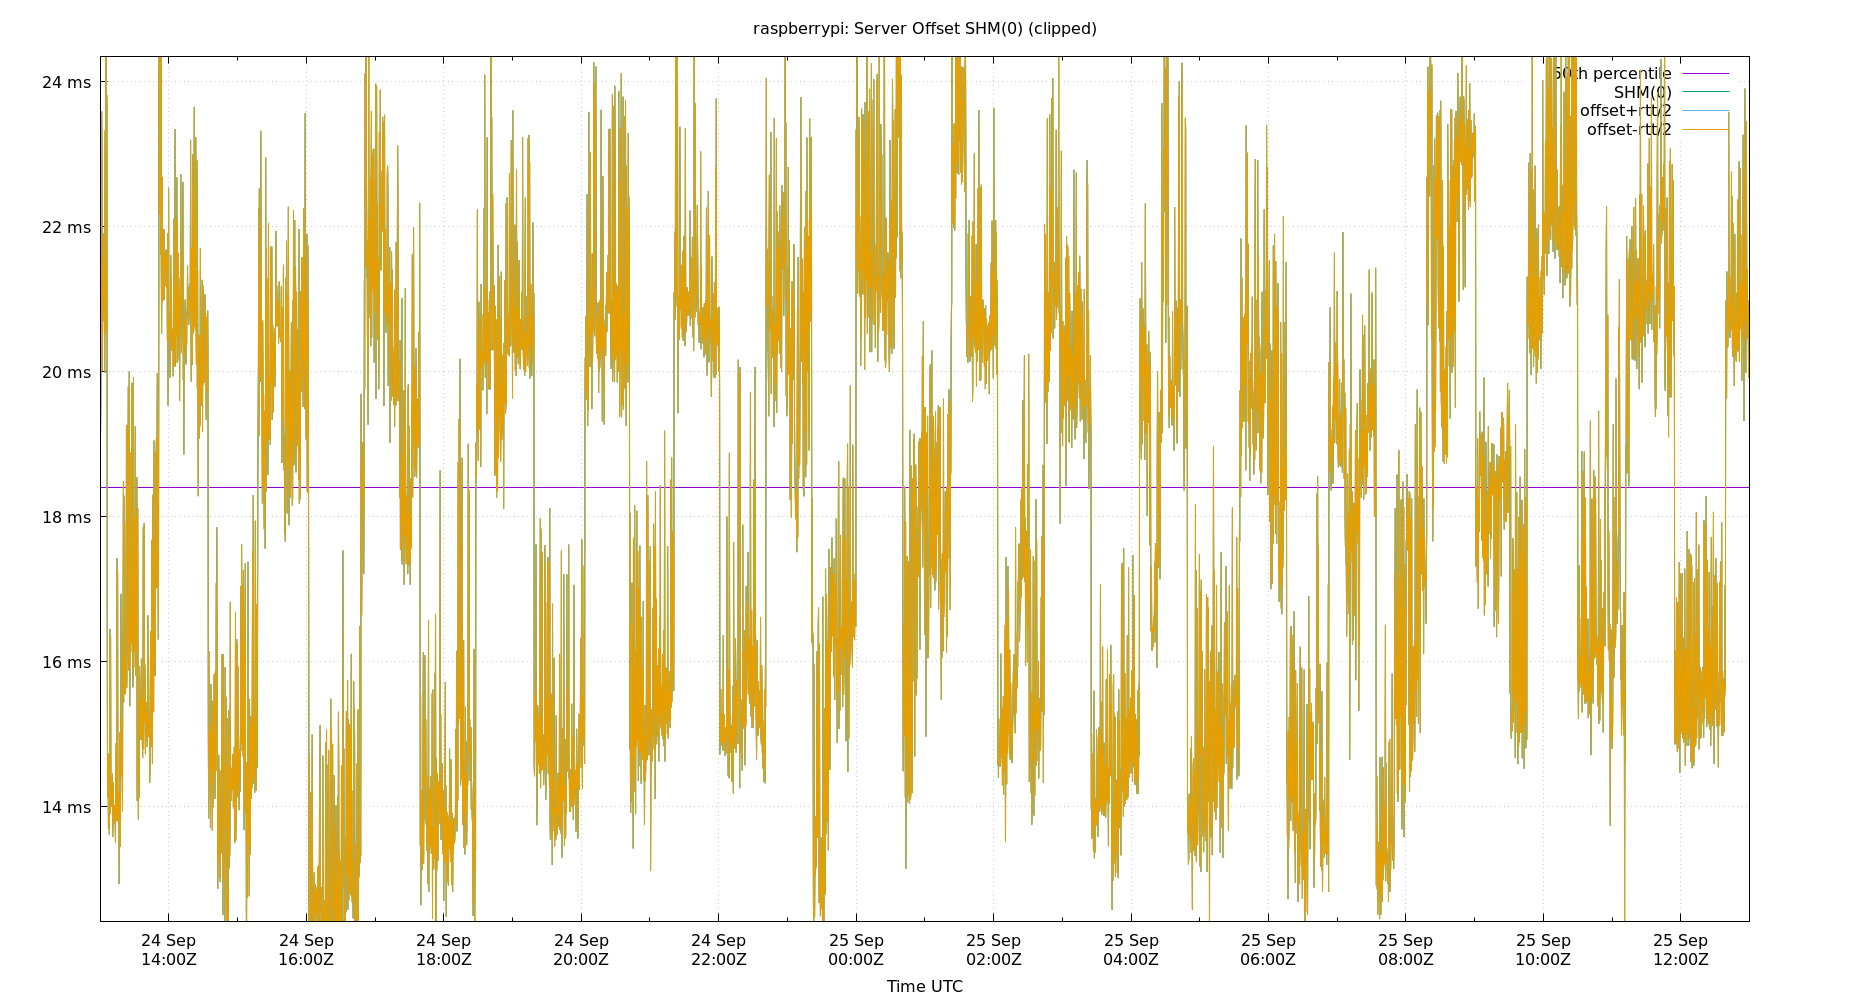 raspberrypi: Server Offset SHM(0) (clipped)
50th percentile
SHM(0)
offset+rtt/2
offset-rtt/2
24 ms
22 ms
20 ms
18 ms
16 ms
14 ms
24 Sep 24 Sep 24 Sep 24 Sep 24 Sep 25 Sep 25 Sep 25 Sep 25 Sep 25 Sep 25 Sep 25 Sep
14:00Z 16:00Z 18:00Z 20:00Z 22:00Z 00:00Z 02:00Z 04:00Z 06:00Z 08:00Z 10:00Z 12:00Z
Time UTC